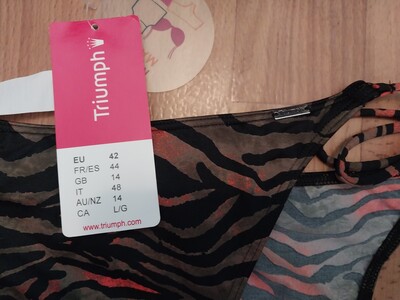 Triumph
EU 42
FR/ES 44
GB 14
IT 48
AU/NZ 14
CA L/G
www.triumph.com